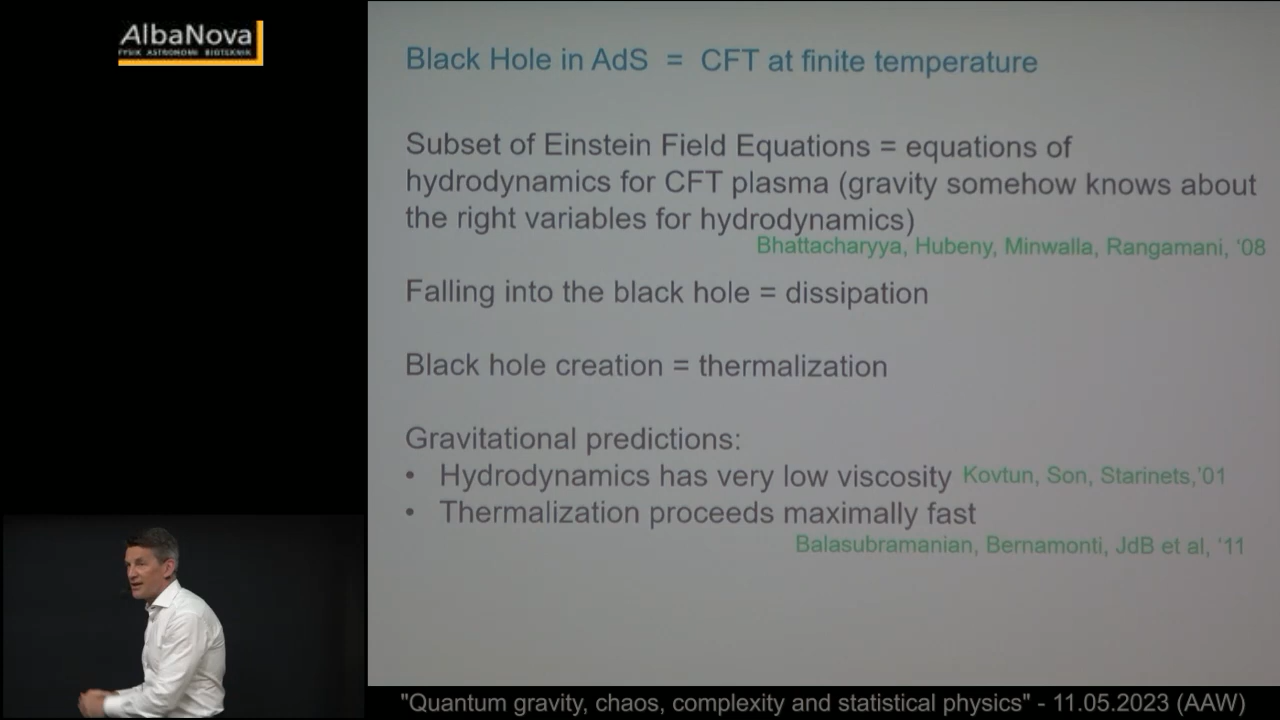 AlbaNova
FYSIK ASTRONOMI BIOTEKNIK
Black Hole in AdS = CFT at finite temperature
Subset of Einstein Field Equations = equations of
hydrodynamics for CFT plasma (gravity somehow knows about
the right variables for hydrodynamics)
Bhattacharyya, Hubeny, Minwalla, Rangamani, '08
Falling into the black hole = dissipation
Black hole creation = thermalization
Gravitational predictions:
• Hydrodynamics has very low viscosity Kovtun, Son, Starinets,'01
• Thermalization proceeds maximally fast
Balasubramanian, Bernamonti, JdB et al, '11
"Quantum gravity, chaos, complexity and statistical physics" - 11.05.2023 (AAW)